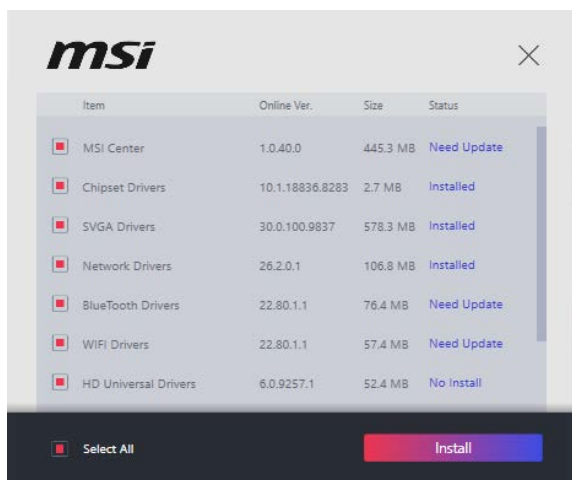 msi
Item Online Ver. Size Status
MSI Center 1.0.40.0 445.3 MB Need Update
Chipset Drivers 10.1.18836.8283 2.7 MB Installed
SVGA Drivers 30.0.100.9837 578.3 MB Installed
Network Drivers 26.2.0.1 106.8 MB Installed
BlueTooth Drivers 22.80.1.1 76.4 MB Need Update
WIFI Drivers 22.80.1.1 57.4 MB Need Update
HD Universal Drivers 6.0.9257.1 52.4 MB No Install
Select All Install